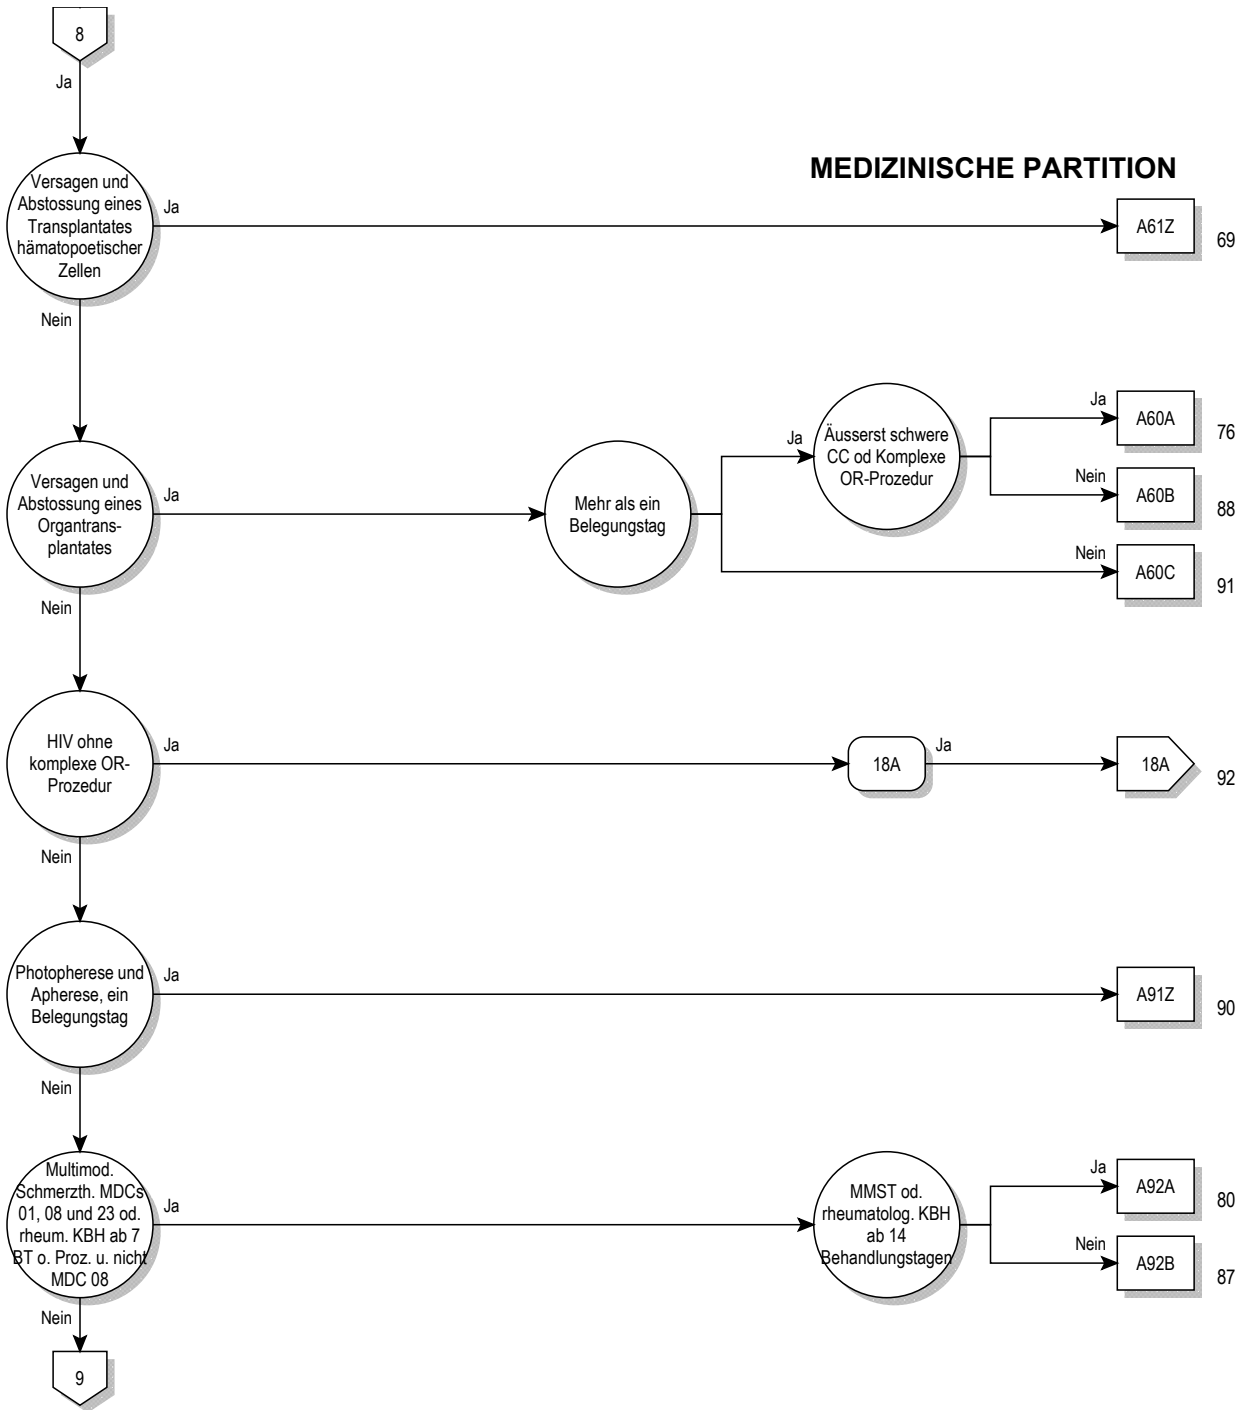 8
Ja
MEDIZINISCHE PARTITION
Versagen und
Abstossung eines
Transplantates
hämatopoetischer
Zellen
Ja
A61Z
69
Nein
Versagen und
Abstossung eines
Organtrans-
plantates
Ja
Mehr als ein
Belegungstag
Ja
Äusserst schwere
CC od Komplexe
OR-Prozedur
Ja
A60A
76
Nein
A60B
88
Nein
A60C
91
Nein
HIV ohne
komplexe OR-
Prozedur
Ja
18A
Ja
18A
92
Nein
Photopherese und
Apherese, ein
Belegungstag
Ja
A91Z
90
Nein
Multimod.
Schmerzth. MDCs
01, 08 und 23 od.
rheum. KBH ab 7
BT o. Proz. u. nicht
MDC 08
Ja
MMST od.
rheumatolog. KBH
ab 14
Behandlungstagen
Ja
A92A
80
Nein
A92B
87
Nein
9